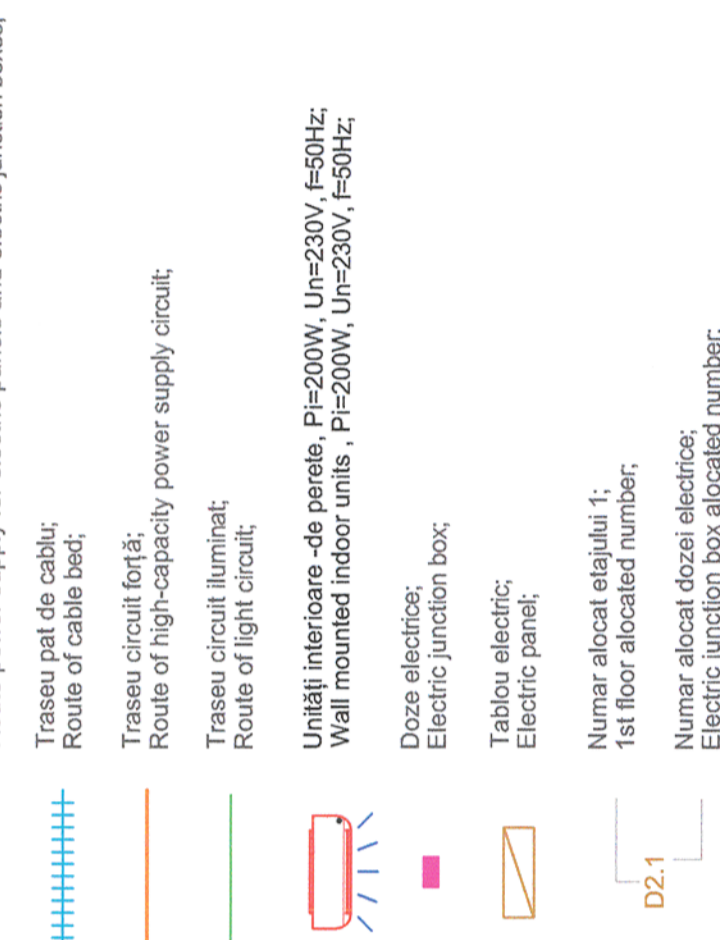 Traseu pat de cablu;
Route of cable bed;
Traseu circuit forță;
Route of high-capacity power supply circuit;
Traseu circuit iluminat;
Route of light circuit;
Unități interioare -de perete, Pi=200W, Un=230V, f=50Hz;
Wall mounted indoor units , Pi=200W, Un=230V, f=50Hz;
Doze electrice;
Electric junction box;
Tablou electric;
Electric panel;
Numar alocat etajului 1;
1st floor alocated number;
D2.1
Numar alocat dozei electrice;
Electric junction box alocated number;